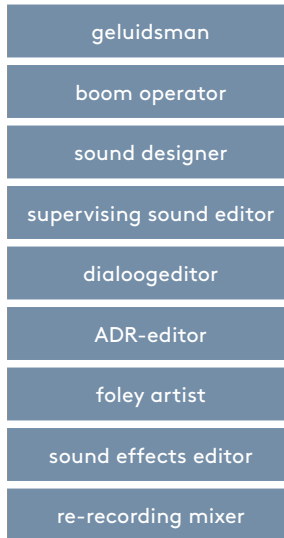 geluidsman
boom operator
sound designer
supervising sound editor
dialoogeditor
ADR-editor
foley artist
sound effects editor
re-recording mixer